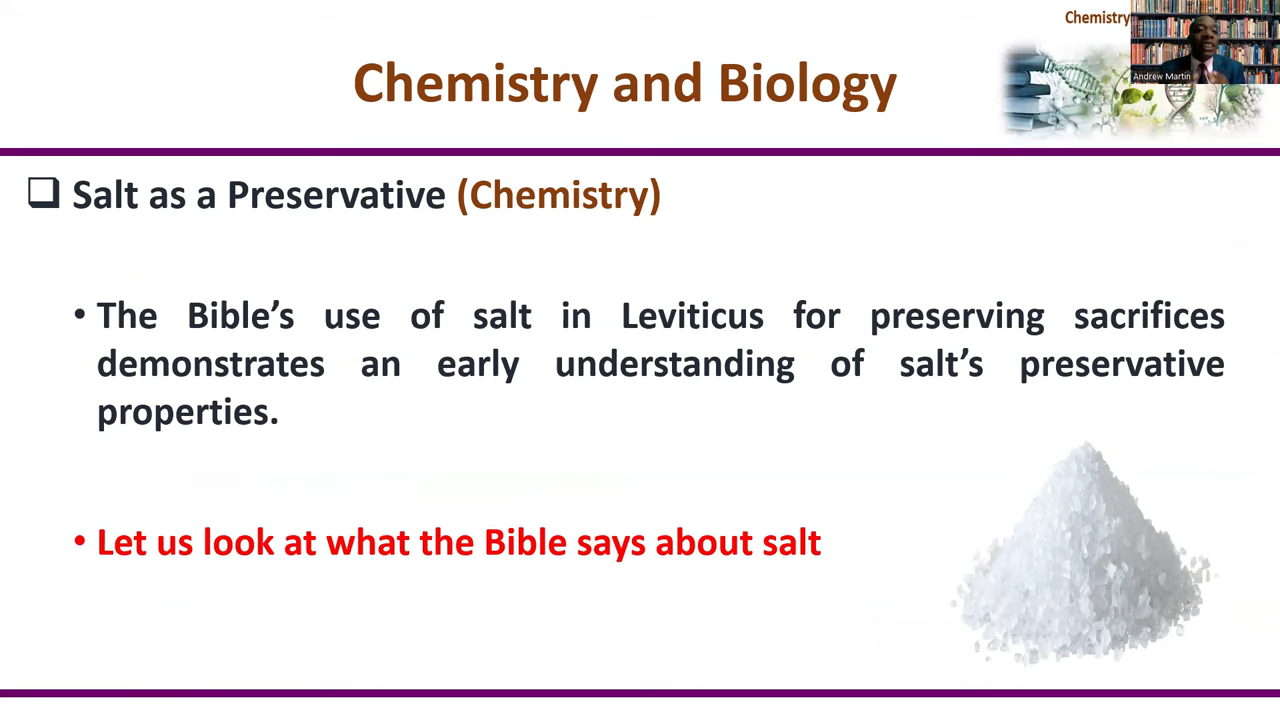 Chemistry
Andrew Martin
Chemistry and Biology
Salt as a Preservative (Chemistry)
• The Bible’s use of salt in Leviticus for preserving sacrifices
demonstrates an early understanding of salt’s preservative
properties.
• Let us look at what the Bible says about salt